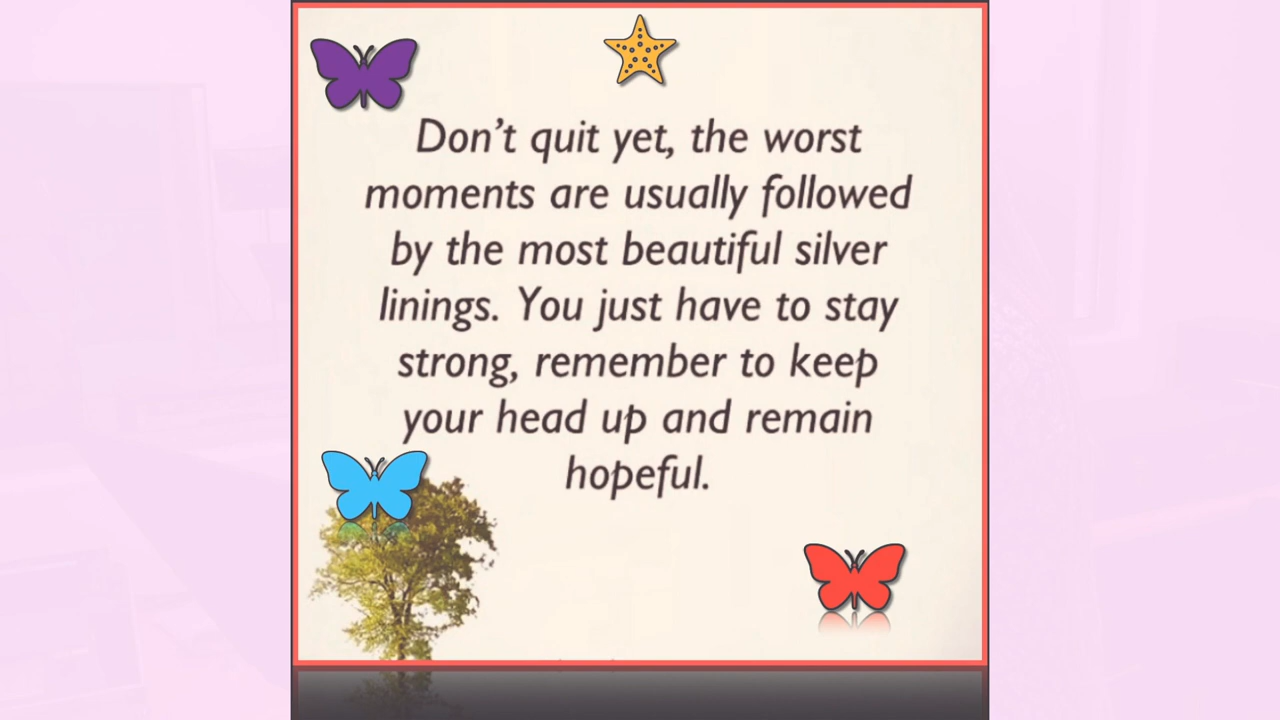 Don’t quit yet, the worst
moments are usually followed
by the most beautiful silver
linings. You just have to stay
strong, remember to keep
your head up and remain
hopeful.